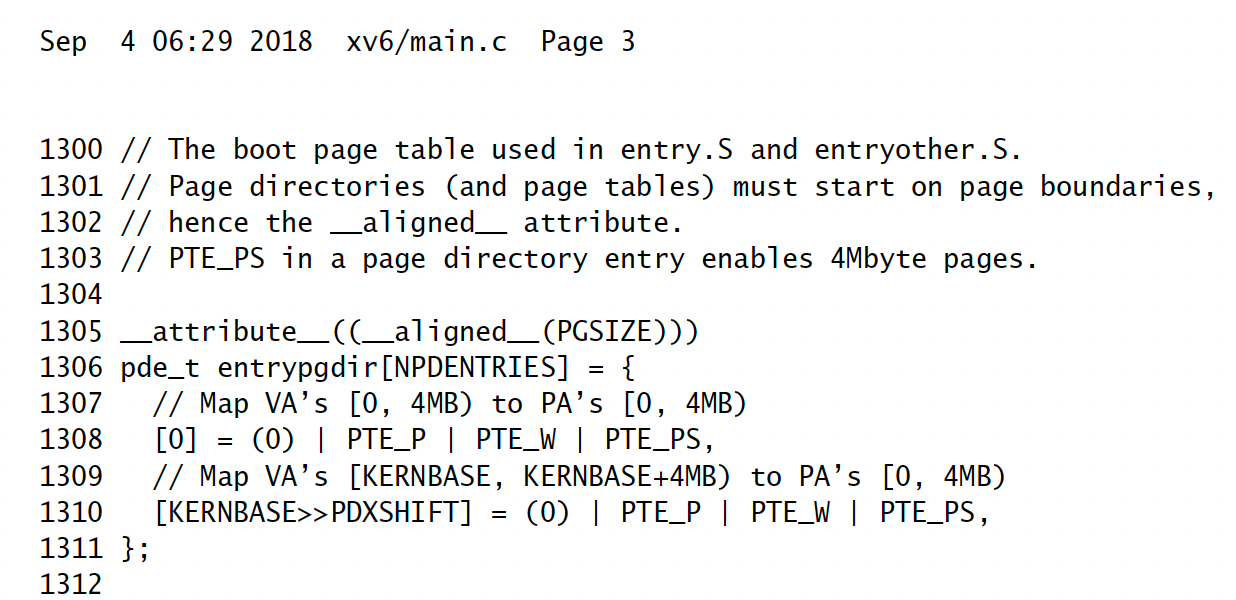 Sep  4 06:29 2018  xv6/main.c  Page 3
1300 // The boot page table used in entry.S and entryother.S.
1301 // Page directories (and page tables) must start on page boundaries,
1302 // hence the __aligned__ attribute.
1303 // PTE_PS in a page directory entry enables 4Mbyte pages.
1304
1305 __attribute__((__aligned__(PGSIZE)))
1306 pde_t entrypgdir[NPDENTRIES] = {
1307   // Map VA’s [0, 4MB) to PA’s [0, 4MB)
1308   [0] = (0) | PTE_P | PTE_W | PTE_PS,
1309   // Map VA’s [KERNBASE, KERNBASE+4MB) to PA’s [0, 4MB)
1310   [KERNBASE>>PDXSHIFT] = (0) | PTE_P | PTE_W | PTE_PS,
1311 };
1312